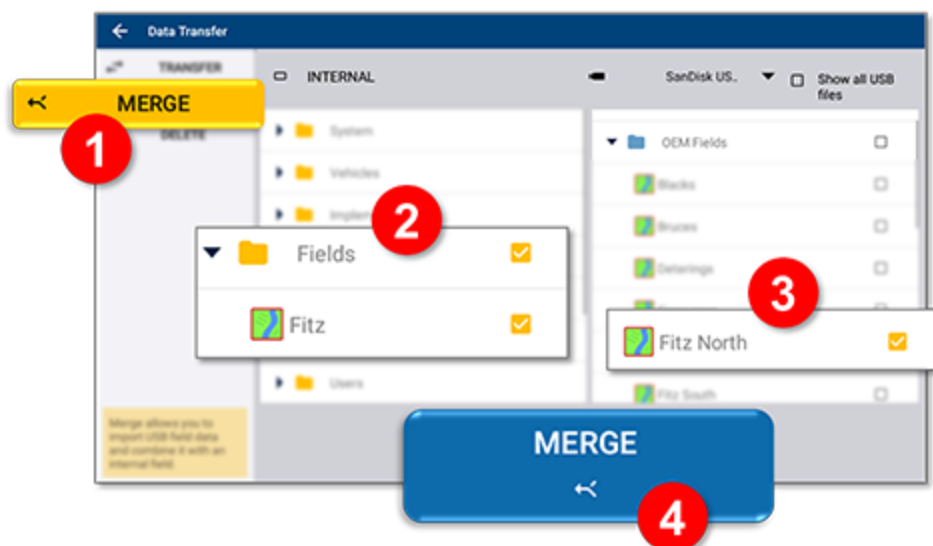 Data Transfer
TRANSFER
INTERNAL
SanDisk US..
Show all USB
files
MERGE
1
DELETE
System
OEM Fields
Vehicles
Blacks
2
Bruces
Fields
Deterings
3
Fitz
Fitz North
Users
Fitz South
Merge allows you to
import USB field data
and combine it with an
internal field.
MERGE
4